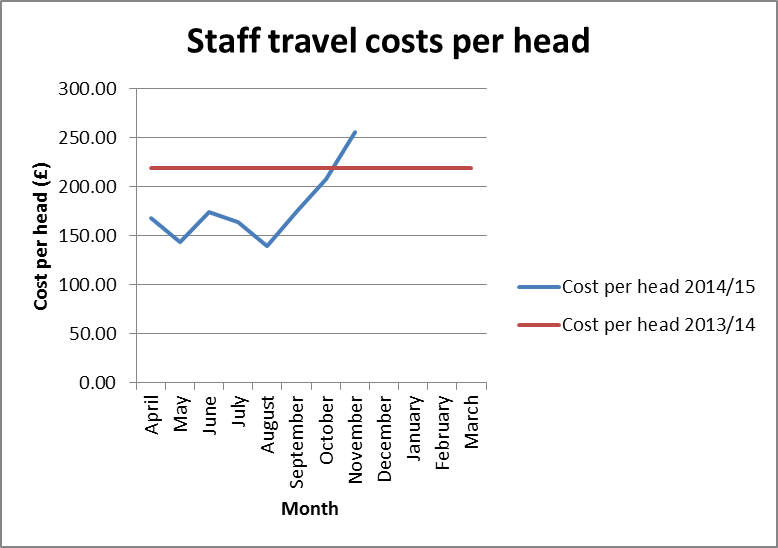 Staff travel costs per head
300.00
250.00
200.00
150.00
100.00
50.00
0.00
Cost per head (£)
April
May
June
July
August
September
October
November
December
January
February
March
Month
Cost per head 2014/15
Cost per head 2013/14